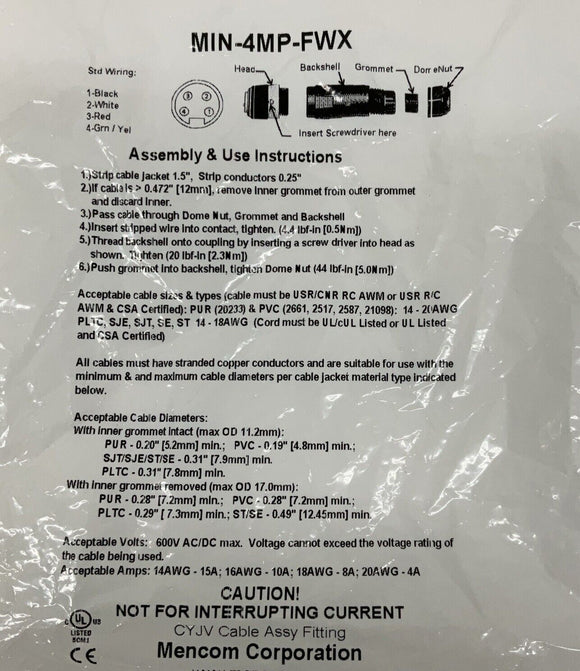 MIN-4MP-FWX
Std Wiring:
Head
Backshell
Grommet
Dome Nut
1-Black
2-White
3-Red
4-Grn / Yel
3 2
4 1
Insert Screwdriver here
Assembly & Use Instructions
1.)Strip cable jacket 1.5", Strip conductors 0.25"
2.)If cable is > 0.472" [12mm], remove inner grommet from outer grommet
and discard inner.
3.)Pass cable through Dome Nut, Grommet and Backshell
4.)Insert stripped wire into contact, tighten. (4.4 lbf-in [0.5Nm])
5.)Thread backshell onto coupling by inserting a screw driver into head as
shown. Tighten (20 lbf-in [2.3Nm])
6.)Push grommet into backshell, tighten Dome Nut (44 lbf-in [5.0Nm])
Acceptable cable sizes & types (cable must be USR/CNR RC AWM or USR R/C
AWM & CSA Certified): PUR (20233) & PVC (2661, 2517, 2587, 21098): 14 - 20AWG
PLTC, SJE, SJT, SE, ST 14 - 18AWG (Cord must be UL/cUL Listed or UL Listed
and CSA Certified)
All cables must have stranded copper conductors and are suitable for use with the
minimum & and maximum cable diameters per cable jacket material type indicated
below.
Acceptable Cable Diameters:
With inner grommet intact (max OD 11.2mm):
PUR - 0.20" [5.2mm] min.; PVC - 0.19" [4.8mm] min.;
SJT/SJE/ST/SE - 0.31" [7.9mm] min.
PLTC - 0.31" [7.8mm] min.
With inner grommet removed (max OD 17.0mm):
PUR - 0.28" [7.2mm] min.; PVC - 0.28" [7.2mm] min.;
PLTC - 0.29" [ 7.3mm] min.; ST/SE - 0.49" [12.45mm] min.
Acceptable Volts: 600V AC/DC max. Voltage cannot exceed the voltage rating of
the cable being used.
Acceptable Amps: 14AWG - 15A; 16AWG - 10A; 18AWG - 8A; 20AWG - 4A
CAUTION!
NOT FOR INTERRUPTING CURRENT
c UL US
LISTED
CYJV Cable Assy Fitting
CE
Mencom Corporation